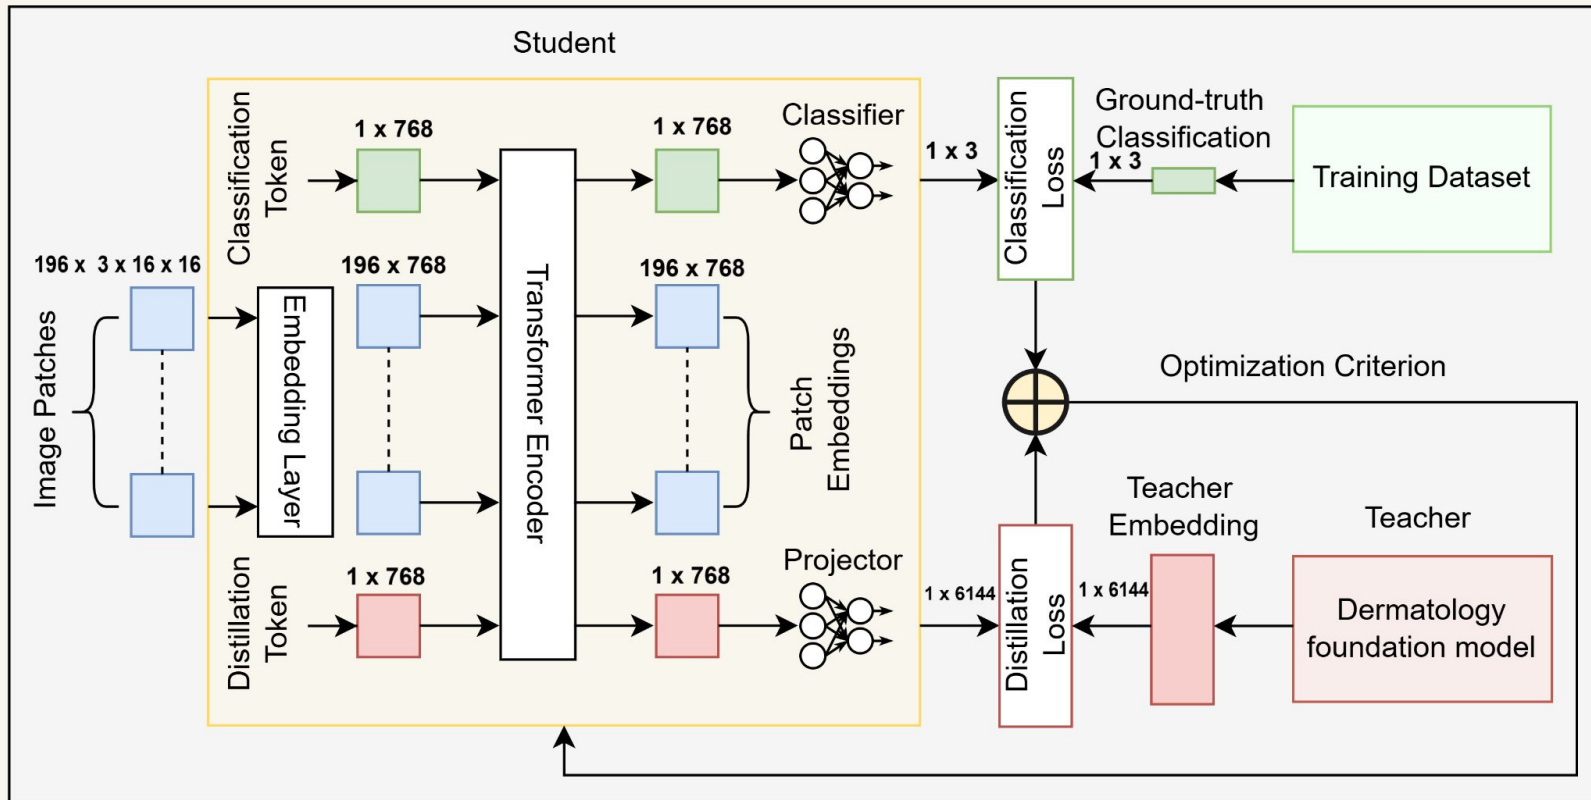 Student
Classification
Token
1 x 768
1 x 768
Classifier
1 x 3
Classification
Loss
Ground-truth
Classification
1 x 3
Training Dataset
196 x  3 x 16 x 16
Image Patches
Embedding Layer
196 x 768
Transformer Encoder
196 x 768
Patch
Embeddings
Optimization Criterion
Distillation
Token
1 x 768
1 x 768
Projector
1 x 6144
Distillation
Loss
1 x 6144
Teacher
Embedding
Teacher
Dermatology
foundation model